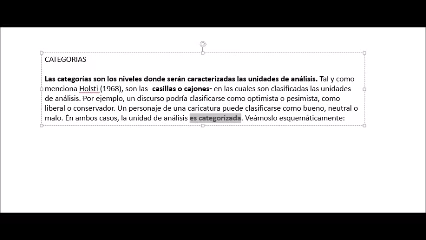 CATEGORIAS
Las categorías son los niveles donde serán caracterizadas las unidades de análisis. Tal y como
menciona Holsti (1968), son las "casillas o cajones" en las cuales son clasificadas las unidades
de análisis. Por ejemplo, un discurso podría clasificarse como optimista o pesimista, como
liberal o conservador. Un personaje de una caricatura puede clasificarse como bueno, neutral o
malo. En ambos casos, la unidad de análisis es categorizada. Veámoslo esquemáticamente: